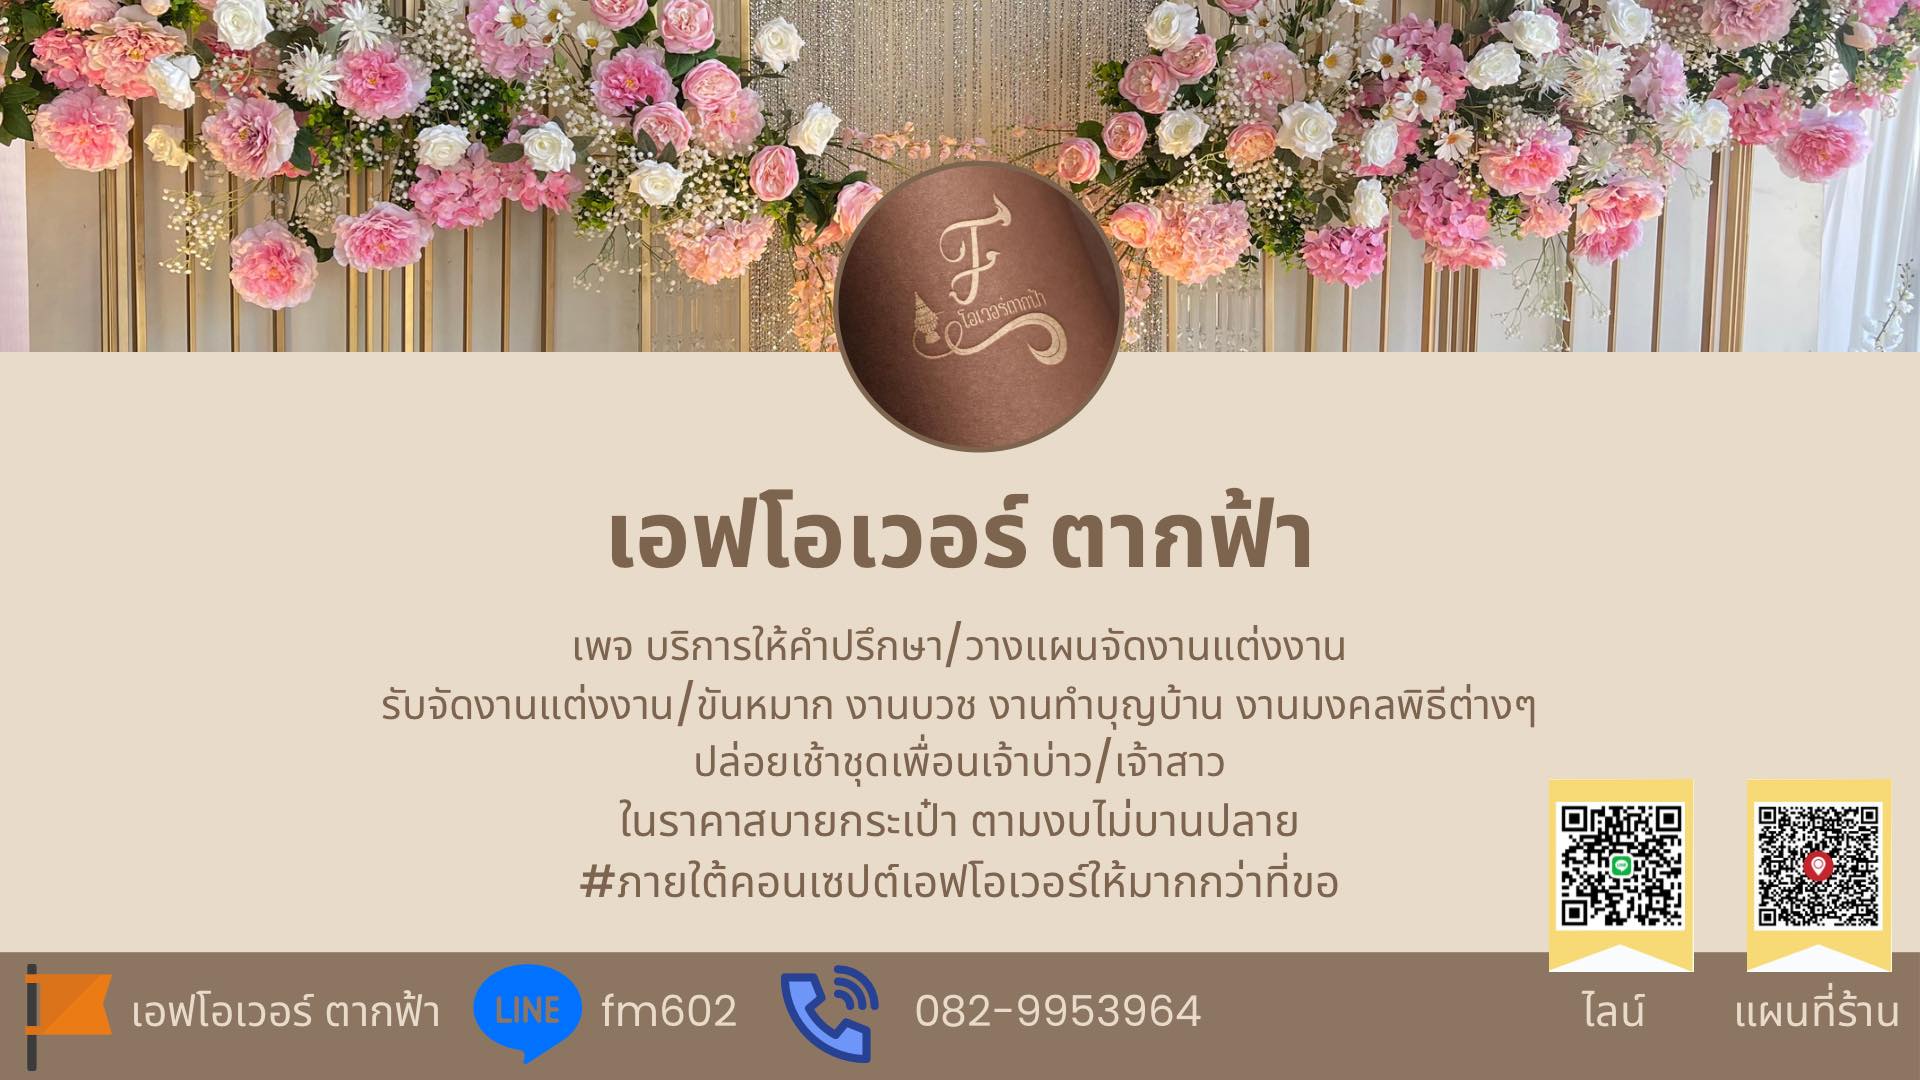 โอเวอร์ตากฟ้า
เอฟโอเวอร์ ตากฟ้า
เพจ บริการให้คำปรึกษา/วางแผนจัดงานแต่งงาน
รับจัดงานแต่งงาน/ขันหมาก งานบวช งานทำบุญบ้าน งานมงคลพิธีต่างๆ
ปล่อยเช้าชุดเพื่อนเจ้าบ่าว/เจ้าสาว
ในราคาสบายกระเป๋า ตามงบไม่บานปลาย
#ภายใต้คอนเซปต์เอฟโอเวอร์ให้มากกว่าที่ขอ
เอฟโอเวอร์ ตากฟ้า
LINE fm602
082-9953964
ไลน์
แผนที่ร้าน